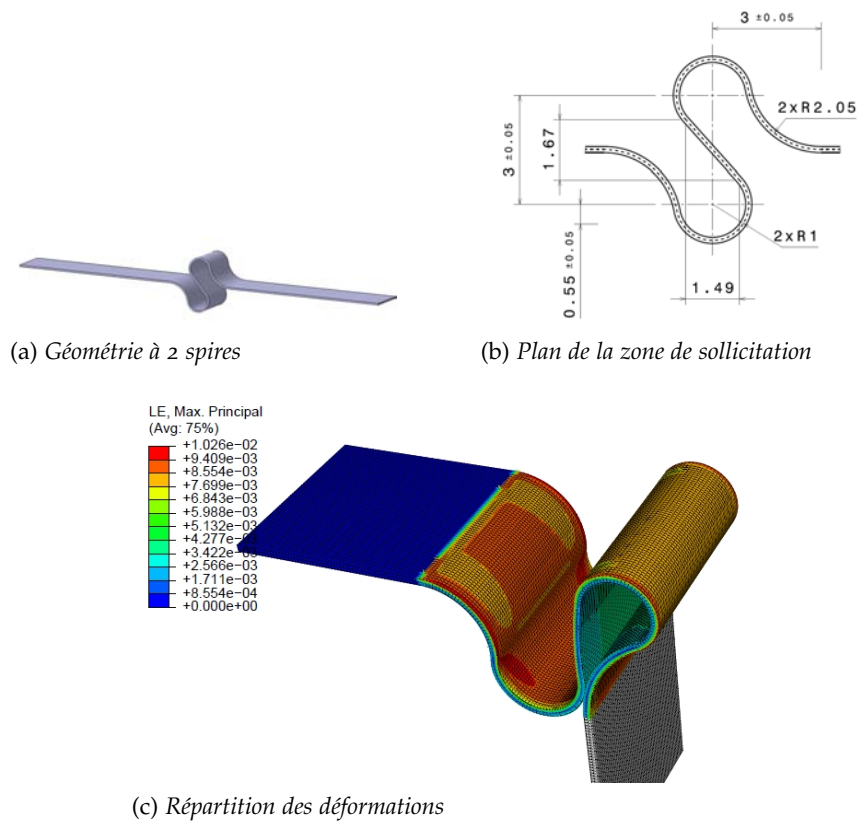 3 ±0.05
2xR2.05
3 ±0.05
1.67
2xR1
0.55 ±0.05
1.49
(a) Géométrie à 2 spires
(b) Plan de la zone de sollicitation
LE, Max. Principal
(Avg: 75%)
+1.026e−02
+9.409e−03
+8.554e−03
+7.699e−03
+6.843e−03
+5.988e−03
+5.132e−03
+4.277e−03
+3.422e−03
+2.566e−03
+1.711e−03
+8.554e−04
+0.000e+00
(c) Répartition des déformations